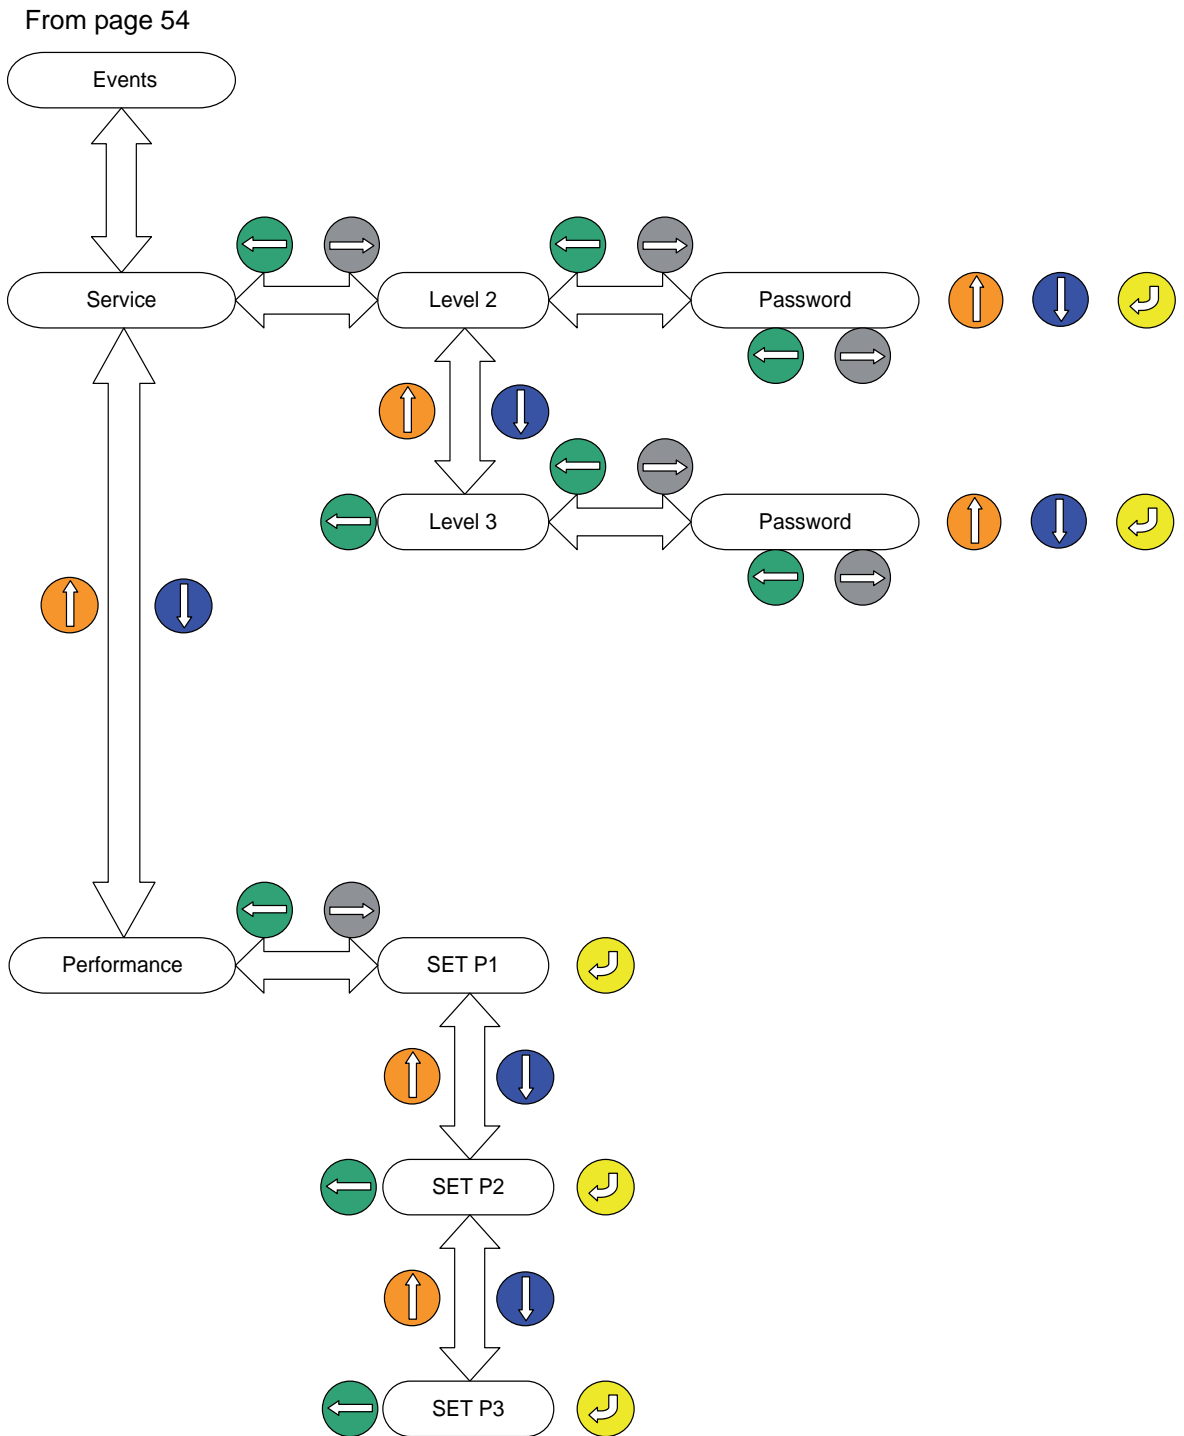 From page 54
Events
Service
Level 2
Password
Level 3
Password
Performance
SET P1
SET P2
SET P3